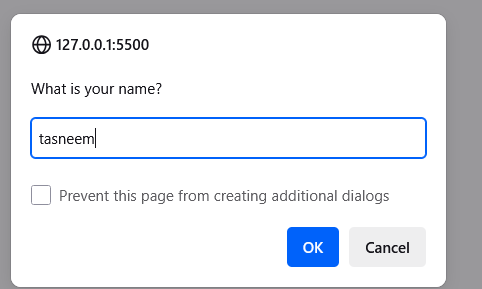 127.0.0.1:5500
What is your name?
tasneem
Prevent this page from creating additional dialogs
OK Cancel